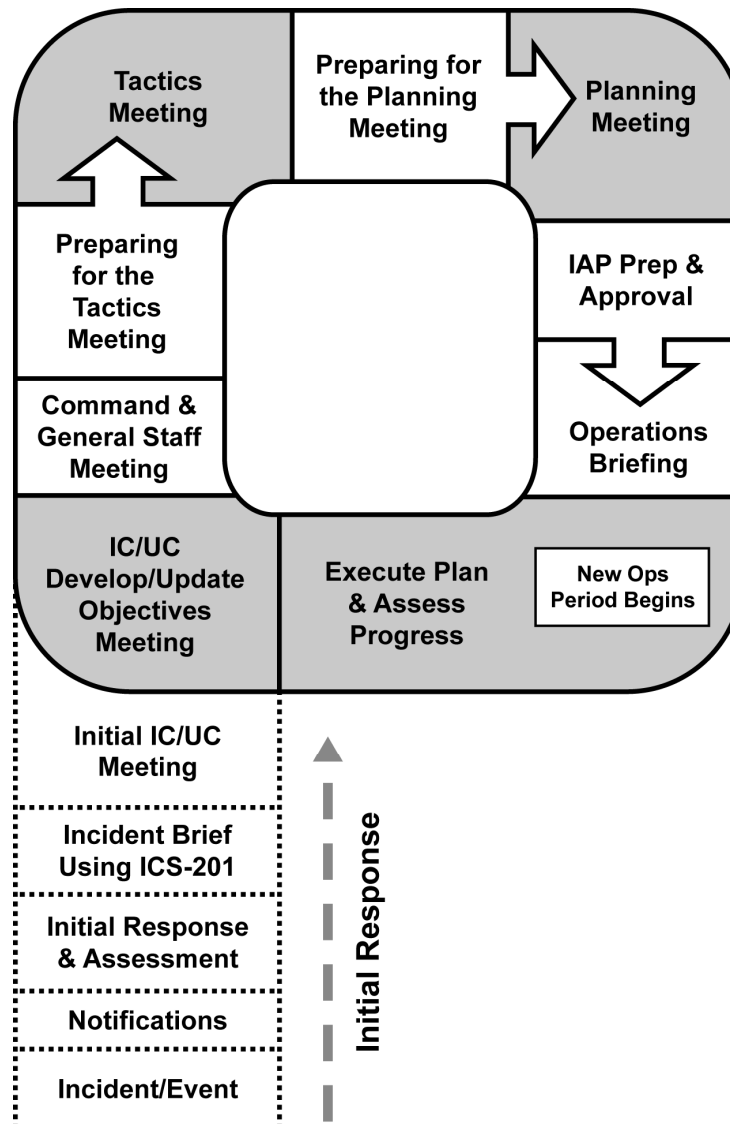 Tactics
Meeting
Preparing for
the Planning
Meeting
Planning
Meeting
Preparing
for the
Tactics
Meeting
IAP Prep &
Approval
Command &
General Staff
Meeting
Operations
Briefing
IC/UC
Develop/Update
Objectives
Meeting
Execute Plan
& Assess
Progress
New Ops
Period Begins
Initial IC/UC
Meeting
Incident Brief
Using ICS-201
Initial Response
& Assessment
Notifications
Incident/Event
Initial Response